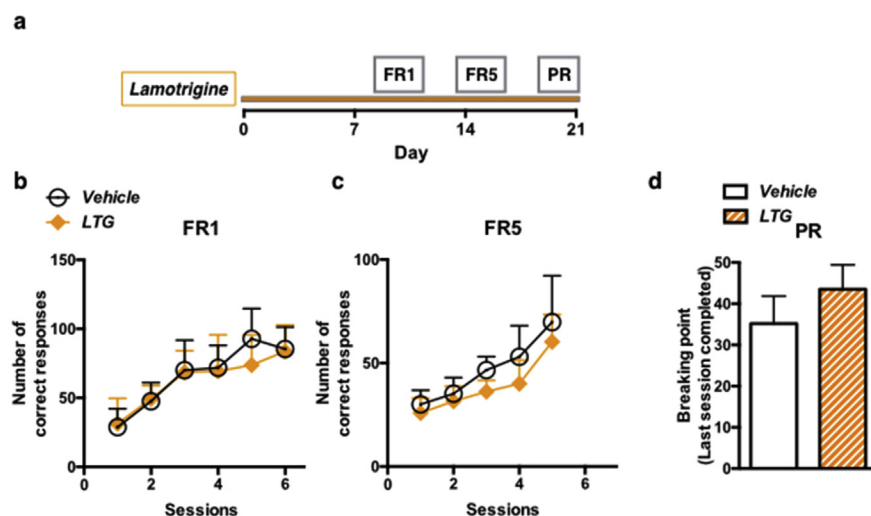 a
Lamotrigine
FR1
FR5
PR
0
7
14
21
Day
b
Vehicle
LTG
FR1
150
100
50
0
Number of
correct responses
0
2
4
6
Sessions
c
FR5
100
50
0
Number of
correct responses
0
2
4
6
Sessions
d
Vehicle
LTG
PR
50
40
30
20
10
0
Breaking point
(Last session completed)